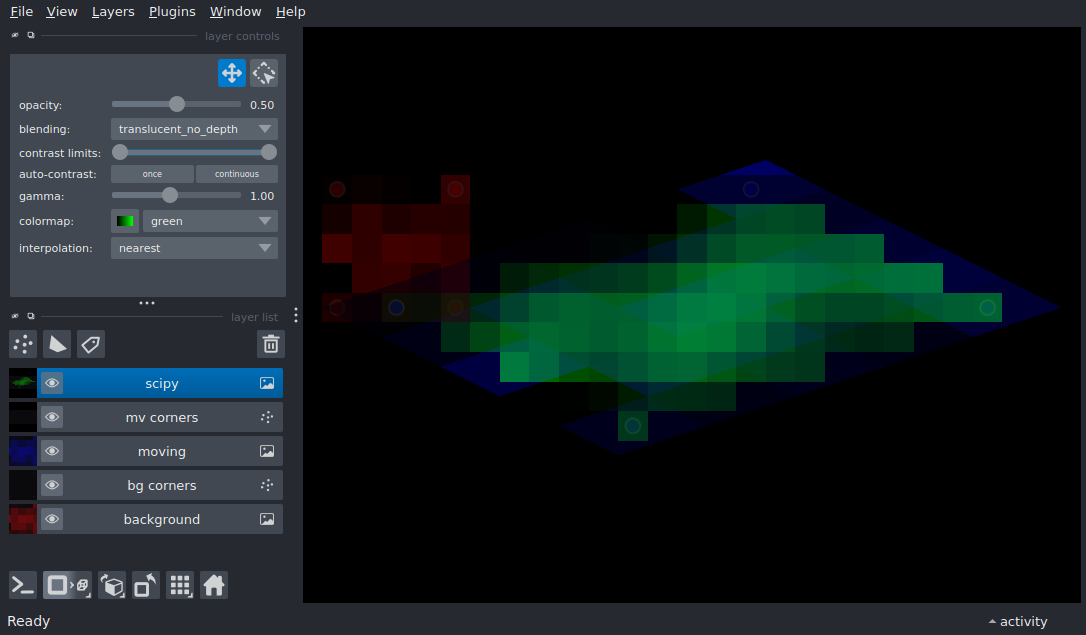 File View Layers Plugins Window Help
layer controls
opacity: 0.50
blending: translucent_no_depth
contrast limits:
auto-contrast: once continuous
gamma: 1.00
colormap: green
interpolation: nearest
layer list
scipy
mv corners
moving
bg corners
background
Ready
activity